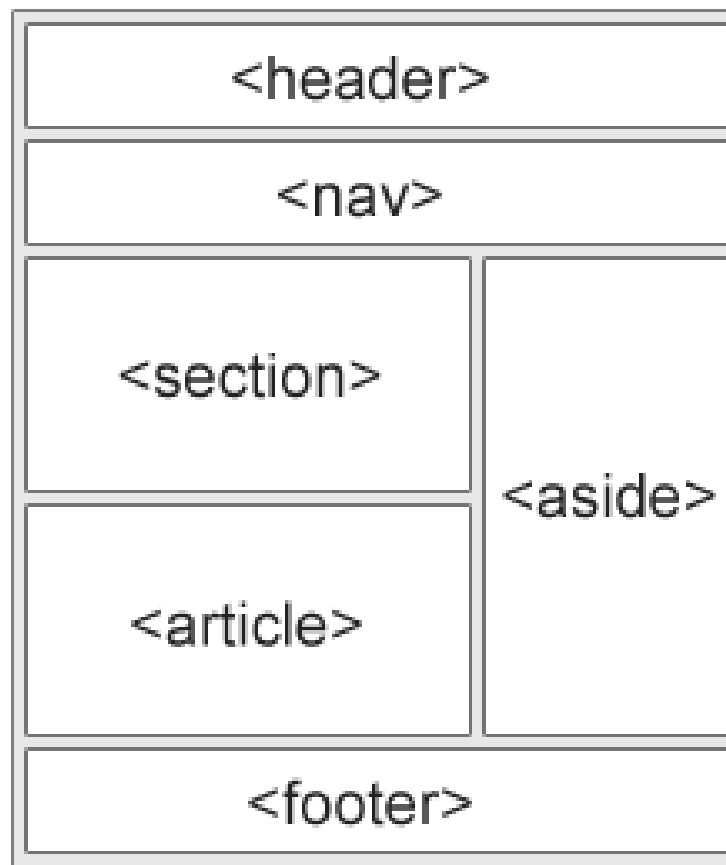 <header>
<nav>
<section>
<aside>
<article>
<footer>